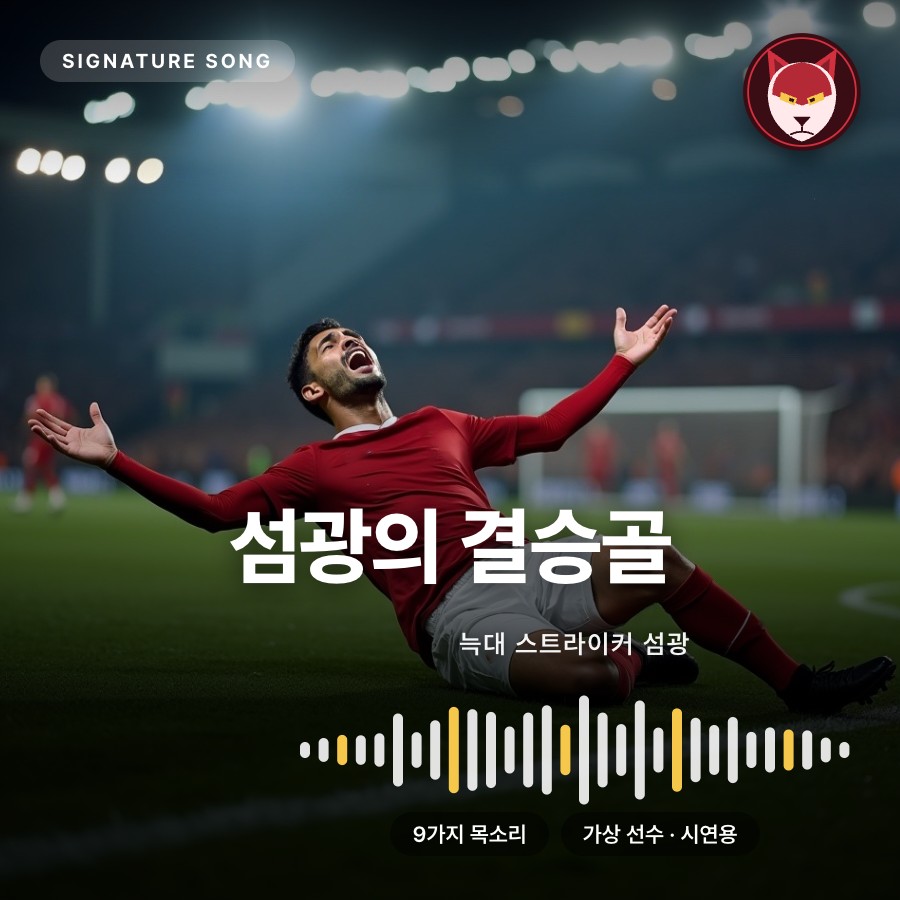 SIGNATURE SONG
섬광의 결승골
늑대 스트라이커 섬광
9가지 목소리
가상 선수 · 시연용